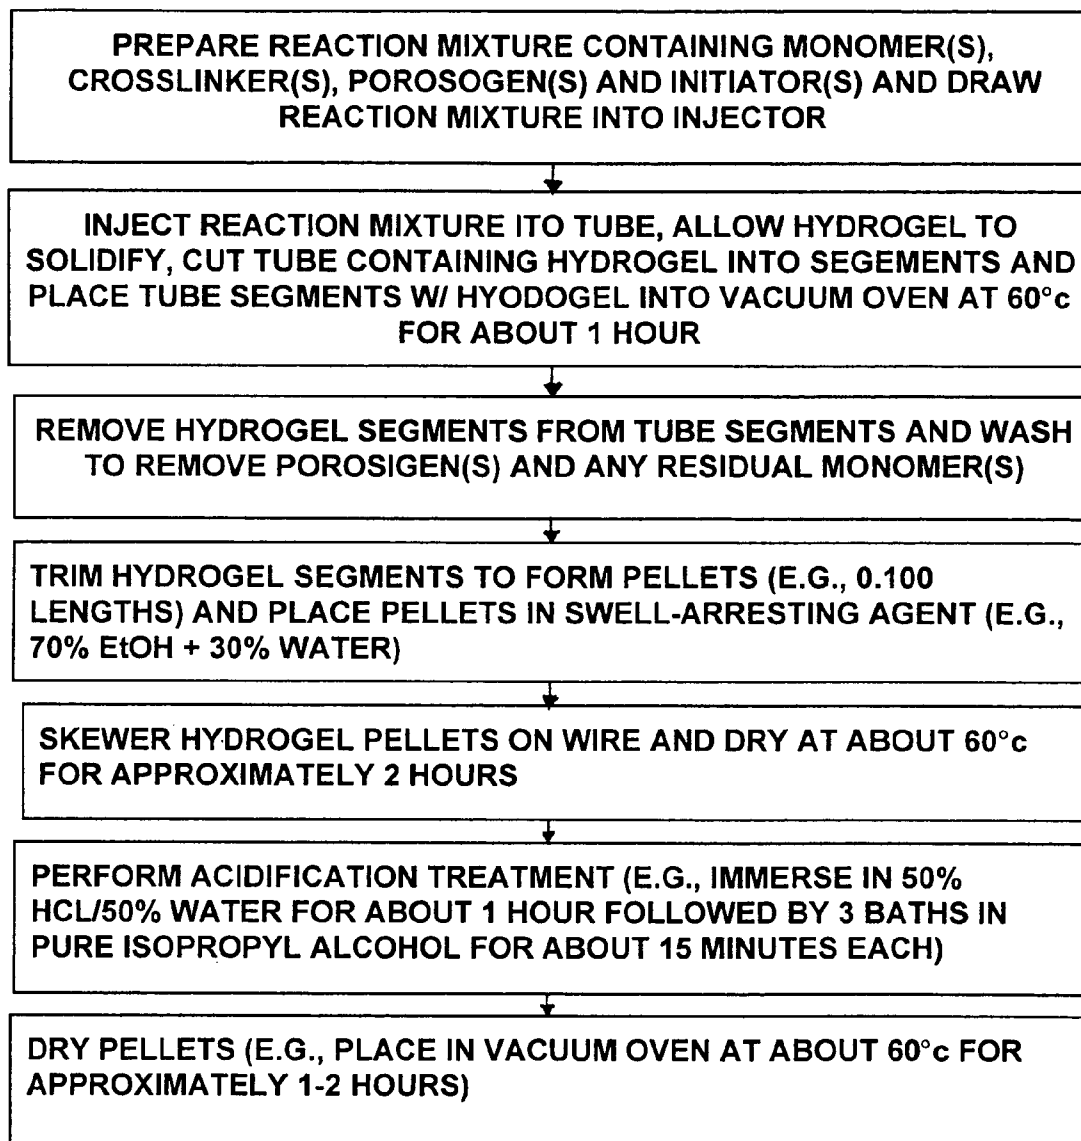 PREPARE REACTION MIXTURE CONTAINING MONOMER(S),
CROSSLINKER(S), POROSOGEN(S) AND INITIATOR(S) AND DRAW
REACTION MIXTURE INTO INJECTOR
INJECT REACTION MIXTURE ITO TUBE, ALLOW HYDROGEL TO
SOLIDIFY, CUT TUBE CONTAINING HYDROGEL INTO SEGEMENTS AND
PLACE TUBE SEGMENTS W/ HYODOGEL INTO VACUUM OVEN AT 60°c
FOR ABOUT 1 HOUR
REMOVE HYDROGEL SEGMENTS FROM TUBE SEGMENTS AND WASH
TO REMOVE POROSIGEN(S) AND ANY RESIDUAL MONOMER(S)
TRIM HYDROGEL SEGMENTS TO FORM PELLETS (E.G., 0.100
LENGTHS) AND PLACE PELLETS IN SWELL-ARRESTING AGENT (E.G.,
70% EtOH + 30% WATER)
SKEWER HYDROGEL PELLETS ON WIRE AND DRY AT ABOUT 60°c
FOR APPROXIMATELY 2 HOURS
PERFORM ACIDIFICATION TREATMENT (E.G., IMMERSE IN 50%
HCL/50% WATER FOR ABOUT 1 HOUR FOLLOWED BY 3 BATHS IN
PURE ISOPROPYL ALCOHOL FOR ABOUT 15 MINUTES EACH)
DRY PELLETS (E.G., PLACE IN VACUUM OVEN AT ABOUT 60°c FOR
APPROXIMATELY 1-2 HOURS)